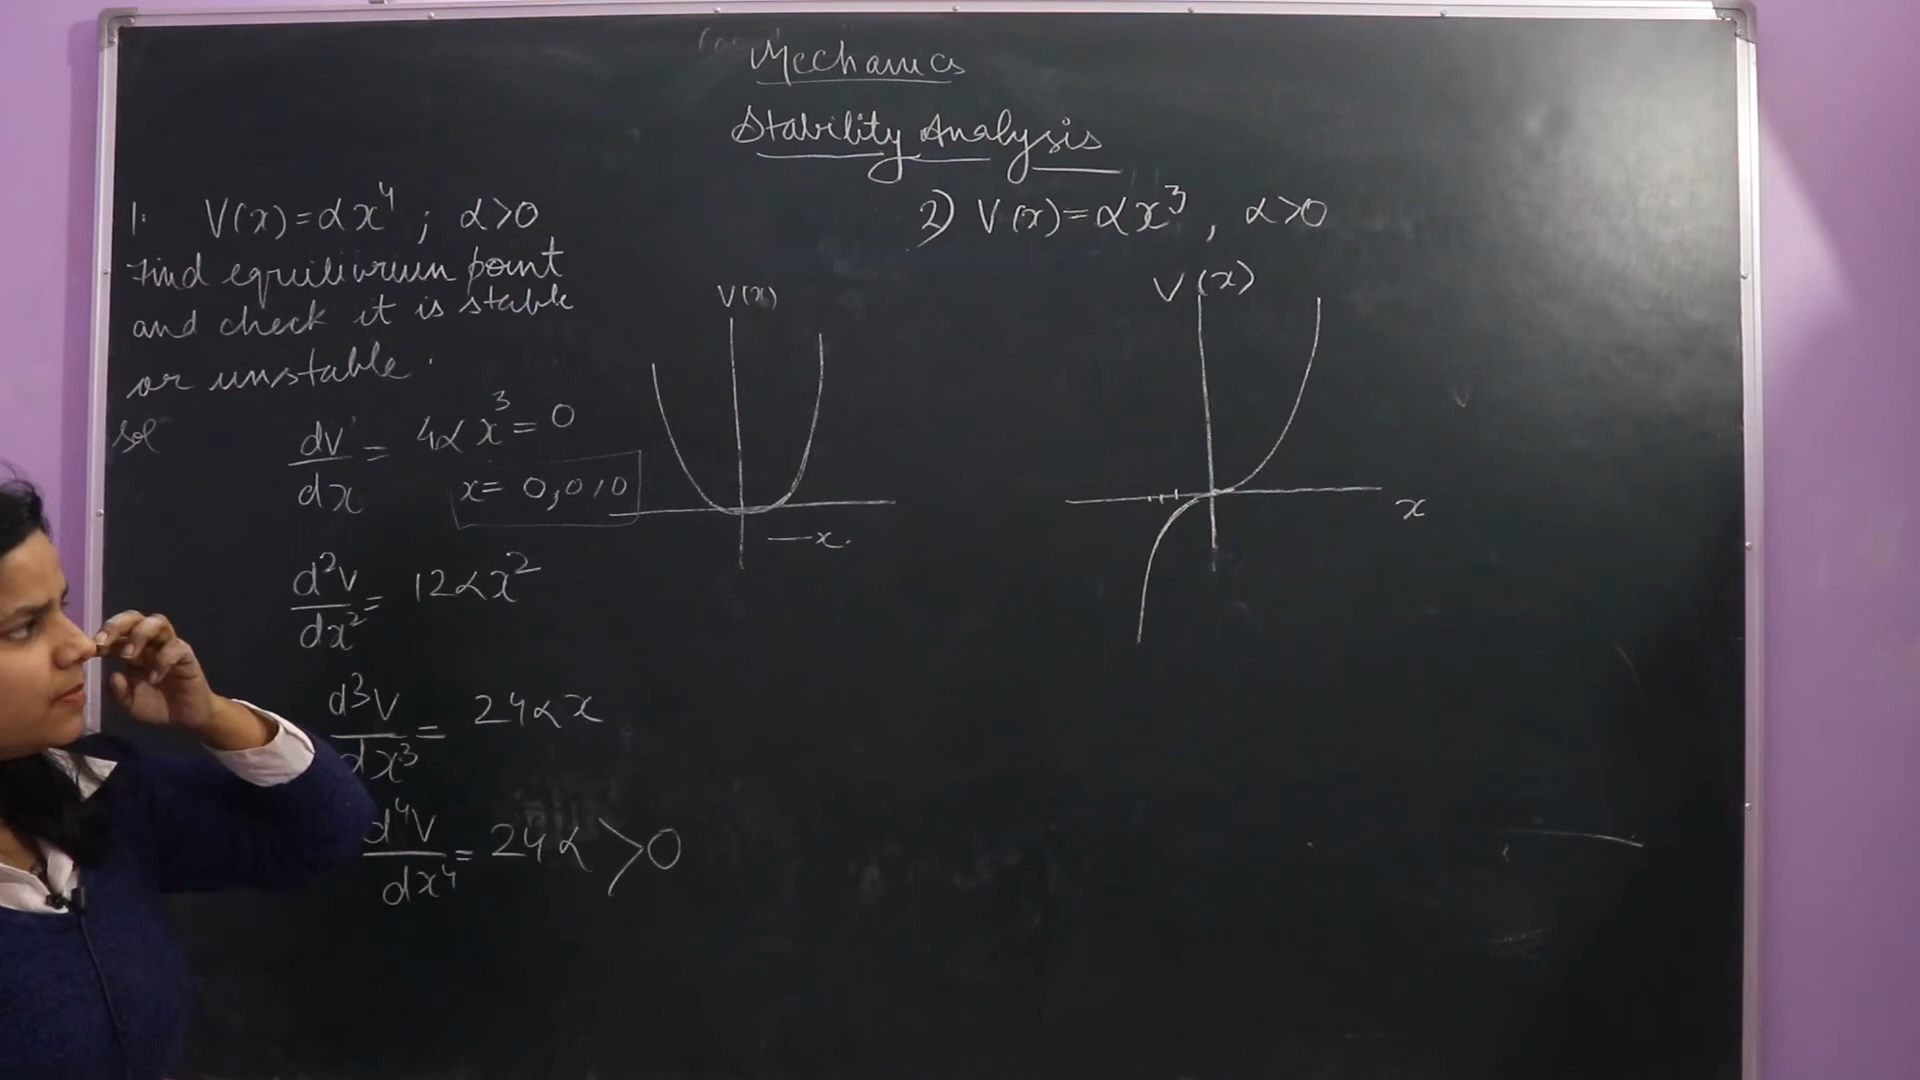 Mechanics
Stability Analysis
1. V(x)=αx⁴ ; α>0
Find equilibrium point
and check it is stable
or unstable.
Sol
dV/dx = 4αx³ = 0
x = 0,0,0
d²V/dx² = 12αx²
d³V/dx³ = 24αx
d⁴V/dx⁴ = 24α >0
V(x)
x
2) V(x)=αx³, α>0
V(x)
x